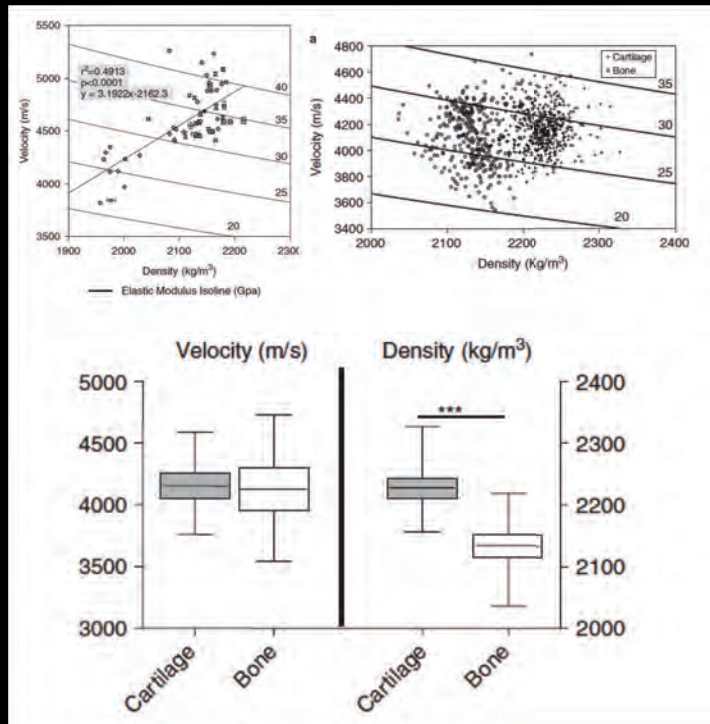 5500
5000
4500
4000
3500
Velocity (m/s)
r²=0.4913
p<0.0001
y = 3.1922x-2162.3
40
35
30
25
20
1900
2000
2100
2200
2300
Density (kg/m³)
Elastic Modulus Isoline (Gpa)
a
4800
4600
4400
4200
4000
3800
3600
3400
Velocity (m/s)
Cartilage
Bone
35
30
25
20
2000
2100
2200
2300
2400
Density (Kg/m³)
Velocity (m/s)
Density (kg/m³)
5000
4500
4000
3500
3000
***
2400
2300
2200
2100
2000
Cartilage
Bone
Cartilage
Bone